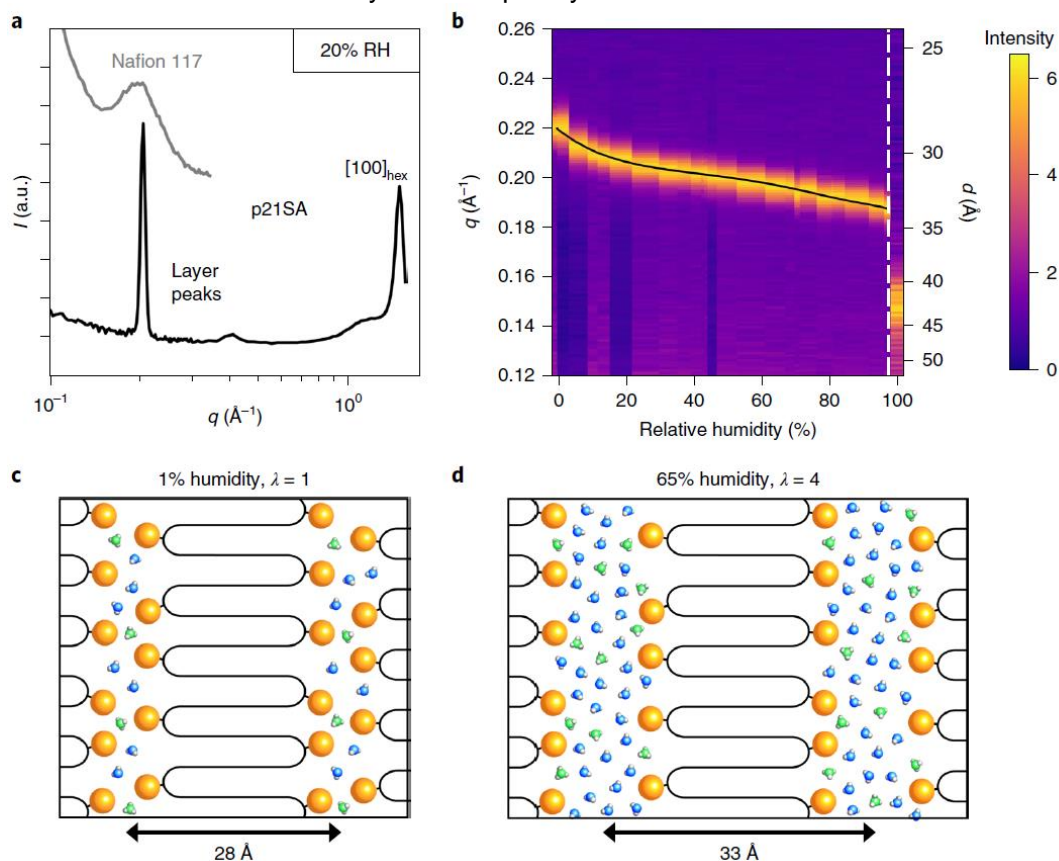 a
20% RH
Nafion 117
[100]hex
p21SA
Layer
peaks
I (a.u.)
10⁻¹
10⁰
q (Å⁻¹)
b
0.26
0.24
0.22
0.20
0.18
0.16
0.14
0.12
q (Å⁻¹)
0
20
40
60
80
100
Relative humidity (%)
25
30
35
40
45
50
d (Å)
Intensity
6
4
2
0
c
1% humidity, λ = 1
28 Å
d
65% humidity, λ = 4
33 Å